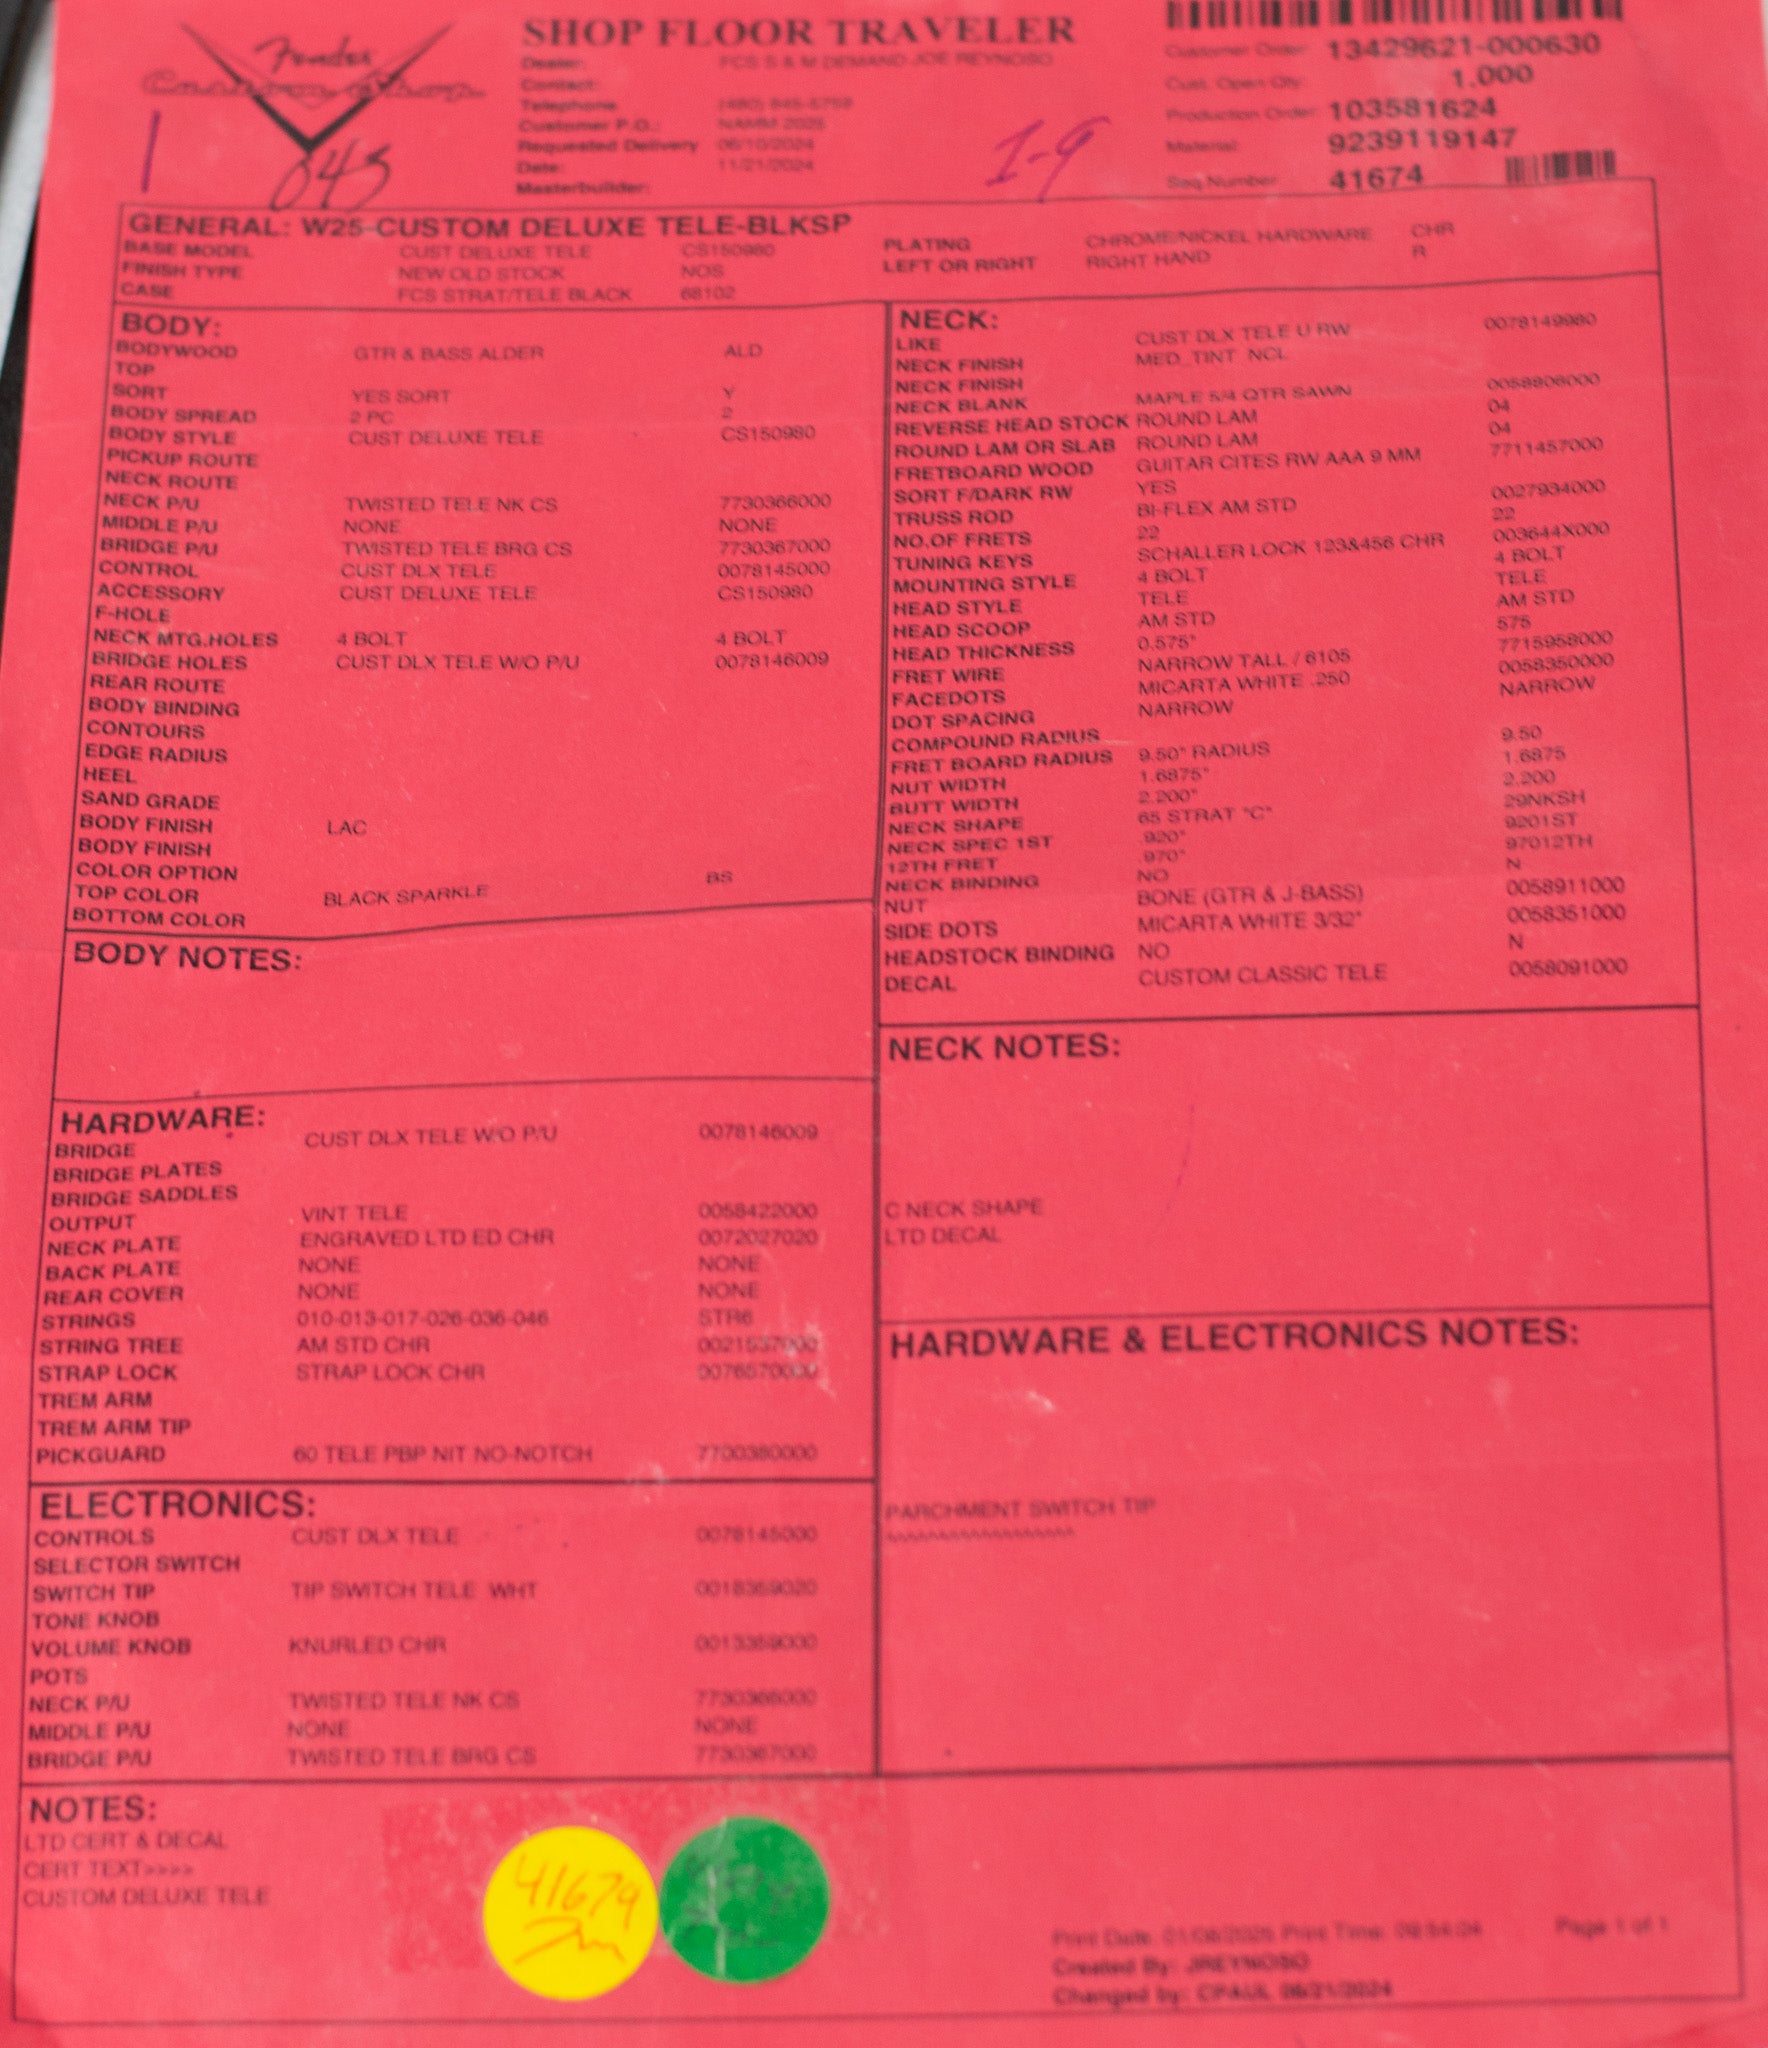 Fender
Custom Shop
SHOP FLOOR TRAVELER
Dealer: FCS S & M DEMAND JOE REYNOSO
Contact:
Telephone (480) 845-5759
Customer P.O.: NAMM 2025
Requested Delivery 06/10/2024
Date: 11/21/2024
Masterbuilder:
Customer Order: 13429621-000630
Cust. Open Qty: 1.000
Production Order: 103581624
Material: 9239119147
Seq Number: 41674
1-9
GENERAL: W25-CUSTOM DELUXE TELE-BLKSP
BASE MODEL CUST DELUXE TELE CS150980
FINISH TYPE NEW OLD STOCK NOS
CASE FCS STRAT/TELE BLACK 68102
PLATING CHROME/NICKEL HARDWARE CHR
LEFT OR RIGHT RIGHT HAND R
BODY:
BODYWOOD GTR & BASS ALDER ALD
TOP
SORT YES SORT Y
BODY SPREAD 2 PC 2
BODY STYLE CUST DELUXE TELE CS150980
PICKUP ROUTE
NECK ROUTE
NECK P/U TWISTED TELE NK CS 7730366000
MIDDLE P/U NONE NONE
BRIDGE P/U TWISTED TELE BRG CS 7730367000
CONTROL CUST DLX TELE 0078145000
ACCESSORY CUST DELUXE TELE CS150980
F-HOLE
NECK MTG.HOLES 4 BOLT 4 BOLT
BRIDGE HOLES CUST DLX TELE W/O P/U 0078146009
REAR ROUTE
BODY BINDING
CONTOURS
EDGE RADIUS
HEEL
SAND GRADE
BODY FINISH LAC
BODY FINISH
COLOR OPTION
TOP COLOR BLACK SPARKLE BS
BOTTOM COLOR
BODY NOTES:
NECK:
LIKE CUST DLX TELE U RW 0078149980
NECK FINISH MED_TINT NCL
NECK FINISH
NECK BLANK MAPLE 5/4 QTR SAWN 0058806000
REVERSE HEAD STOCK ROUND LAM 04
ROUND LAM OR SLAB ROUND LAM 04
FRETBOARD WOOD GUITAR CITES RW AAA 9 MM 7711457000
SORT F/DARK RW YES
TRUSS ROD BI-FLEX AM STD 0027934000
NO.OF FRETS 22 22
TUNING KEYS SCHALLER LOCK 123&456 CHR 003644X000
MOUNTING STYLE 4 BOLT 4 BOLT
HEAD STYLE TELE TELE
HEAD SCOOP AM STD AM STD
HEAD THICKNESS 0.575" 575
FRET WIRE NARROW TALL / 6105 7715958000
FACEDOTS MICARTA WHITE .250 0058350000
DOT SPACING NARROW NARROW
COMPOUND RADIUS
FRET BOARD RADIUS 9.50" RADIUS 9.50
NUT WIDTH 1.6875" 1.6875
BUTT WIDTH 2.200" 2.200
NECK SHAPE 65 STRAT "C" 29NKSH
NECK SPEC 1ST .920" 9201ST
12TH FRET .970" 97012TH
NECK BINDING NO N
NUT BONE (GTR & J-BASS) 0058911000
SIDE DOTS MICARTA WHITE 3/32" 0058351000
HEADSTOCK BINDING NO N
DECAL CUSTOM CLASSIC TELE 0058091000
NECK NOTES:
C NECK SHAPE
LTD DECAL
HARDWARE:
BRIDGE CUST DLX TELE W/O P/U 0078146009
BRIDGE PLATES
BRIDGE SADDLES
OUTPUT VINT TELE 0058422000
NECK PLATE ENGRAVED LTD ED CHR 0072027020
BACK PLATE NONE NONE
REAR COVER NONE NONE
STRINGS 010-013-017-026-036-046 STR6
STRING TREE AM STD CHR 0021537000
STRAP LOCK STRAP LOCK CHR 0076570000
TREM ARM
TREM ARM TIP
PICKGUARD 60 TELE PBP NIT NO-NOTCH 7700380000
HARDWARE & ELECTRONICS NOTES:
PARCHMENT SWITCH TIP
ELECTRONICS:
CONTROLS CUST DLX TELE 0078145000
SELECTOR SWITCH
SWITCH TIP TIP SWITCH TELE WHT 0018359020
TONE KNOB
VOLUME KNOB KNURLED CHR 0013359000
POTS
NECK P/U TWISTED TELE NK CS 7730366000
MIDDLE P/U NONE NONE
BRIDGE P/U TWISTED TELE BRG CS 7730367000
NOTES:
LTD CERT & DECAL
CERT TEXT>>>>
CUSTOM DELUXE TELE
41679
Print Date: 01/08/2025 Print Time: 09:54:04 Page 1 of 1
Created By: JREYNOSO
Changed by: CPAUL 06/21/2024